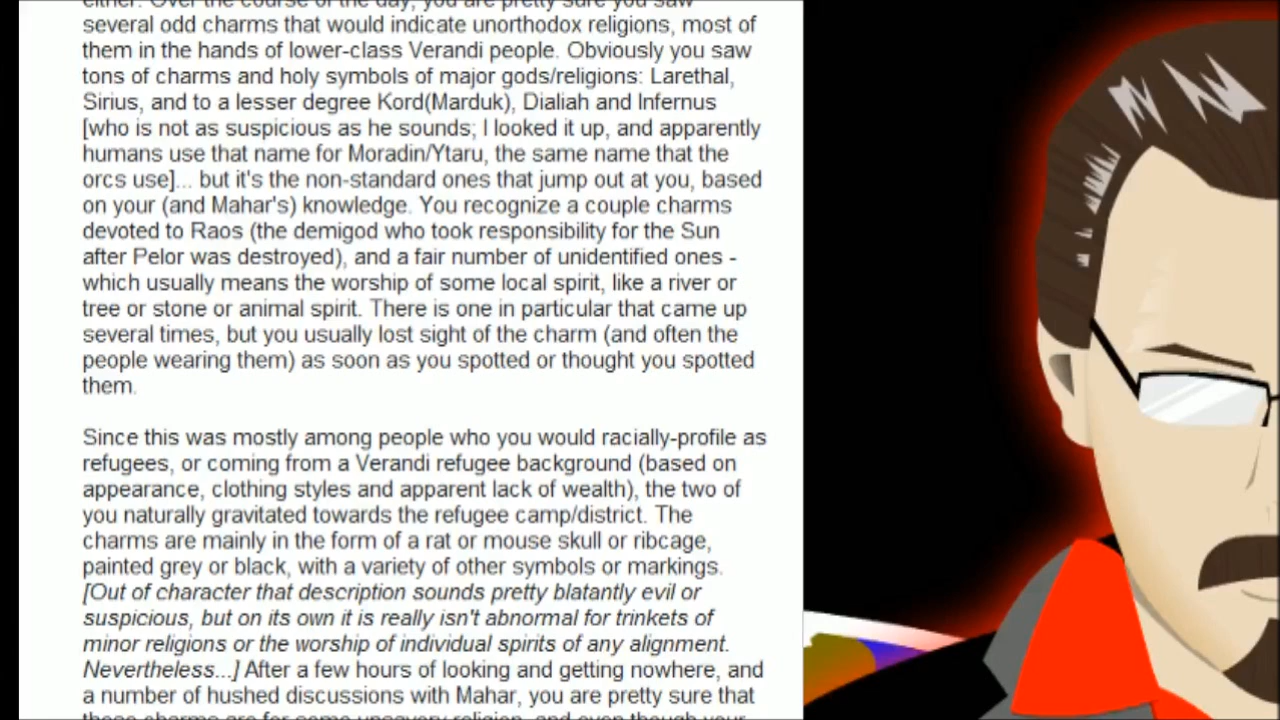 either. Over the course of the day, you are pretty sure you saw
several odd charms that would indicate unorthodox religions, most of
them in the hands of lower-class Verandi people. Obviously you saw
tons of charms and holy symbols of major gods/religions: Larethal,
Sirius, and to a lesser degree Kord(Marduk), Dialiah and Infernus
[who is not as suspicious as he sounds; I looked it up, and apparently
humans use that name for Moradin/Ytaru, the same name that the
orcs use]... but it's the non-standard ones that jump out at you, based
on your (and Mahar's) knowledge. You recognize a couple charms
devoted to Raos (the demigod who took responsibility for the Sun
after Pelor was destroyed), and a fair number of unidentified ones -
which usually means the worship of some local spirit, like a river or
tree or stone or animal spirit. There is one in particular that came up
several times, but you usually lost sight of the charm (and often the
people wearing them) as soon as you spotted or thought you spotted
them.
Since this was mostly among people who you would racially-profile as
refugees, or coming from a Verandi refugee background (based on
appearance, clothing styles and apparent lack of wealth), the two of
you naturally gravitated towards the refugee camp/district. The
charms are mainly in the form of a rat or mouse skull or ribcage,
painted grey or black, with a variety of other symbols or markings.
[Out of character that description sounds pretty blatantly evil or
suspicious, but on its own it is really isn't abnormal for trinkets of
minor religions or the worship of individual spirits of any alignment.
Nevertheless...] After a few hours of looking and getting nowhere, and
a number of hushed discussions with Mahar, you are pretty sure that
these charms are for some unsavory religion, and even though your